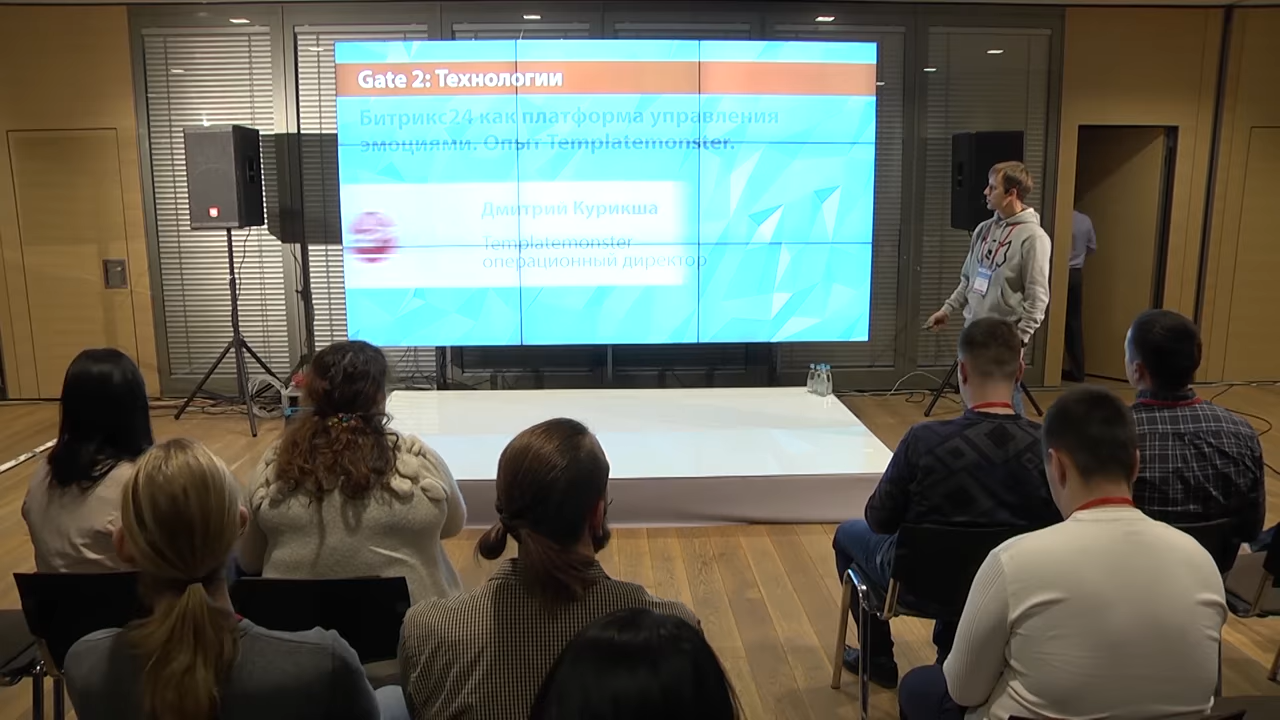 Gate 2: Технологии
Битрикс24 как платформа управления
эмоциями. Опыт Templatemonster.
Дмитрий Курикша
Templatemonster
операционный директор